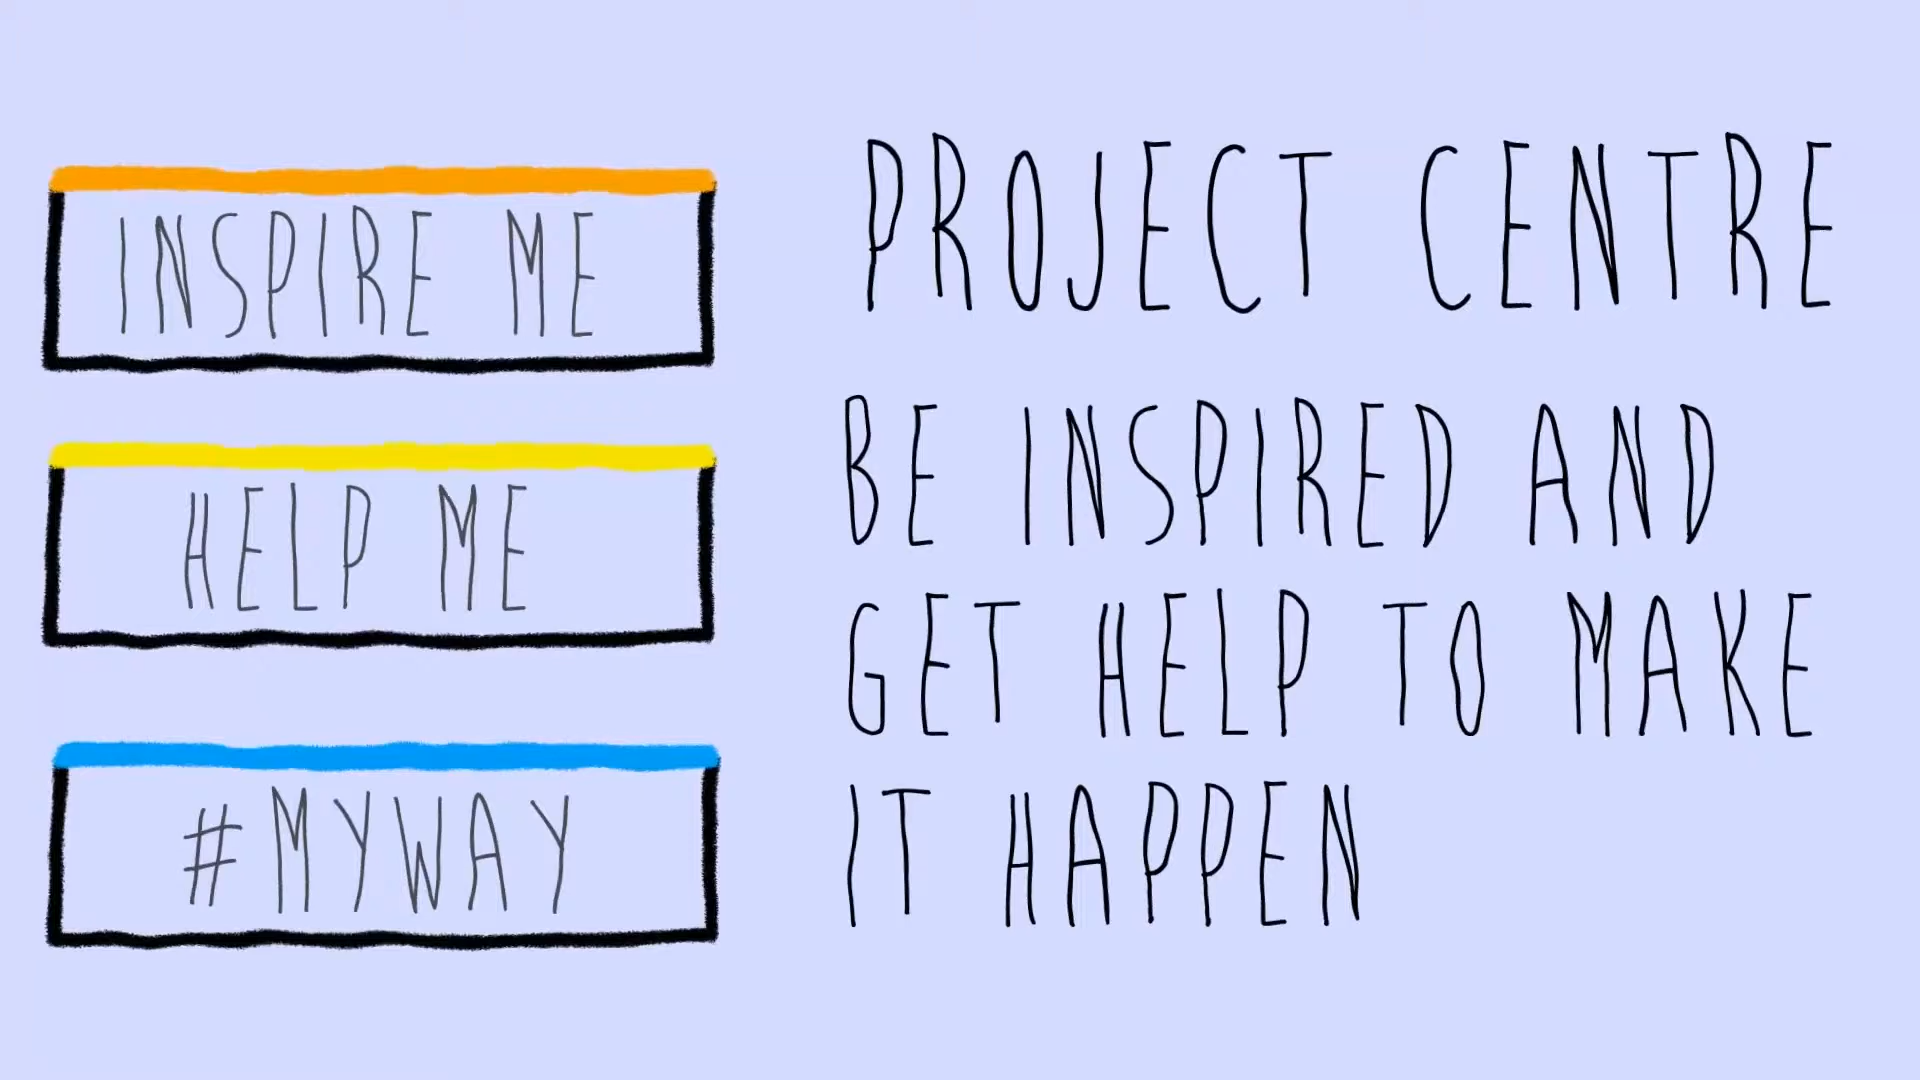 INSPIRE ME
HELP ME
#MYWAY
PROJECT CENTRE
BE INSPIRED AND
GET HELP TO MAKE
IT HAPPEN